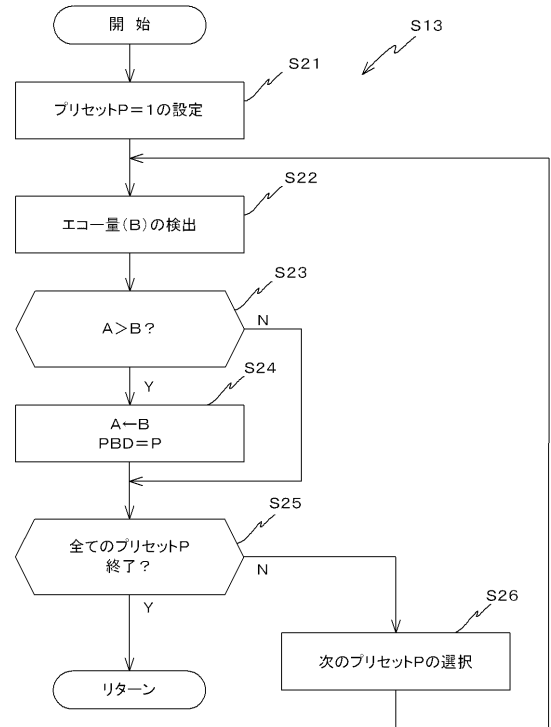 開 始
S13
S21
プリセットP＝1の設定
S22
エコー量(B)の検出
S23
A＞B？
N
Y
S24
A←B
PBD＝P
S25
全てのプリセットP
終了？
N
Y
S26
次のプリセットPの選択
リターン